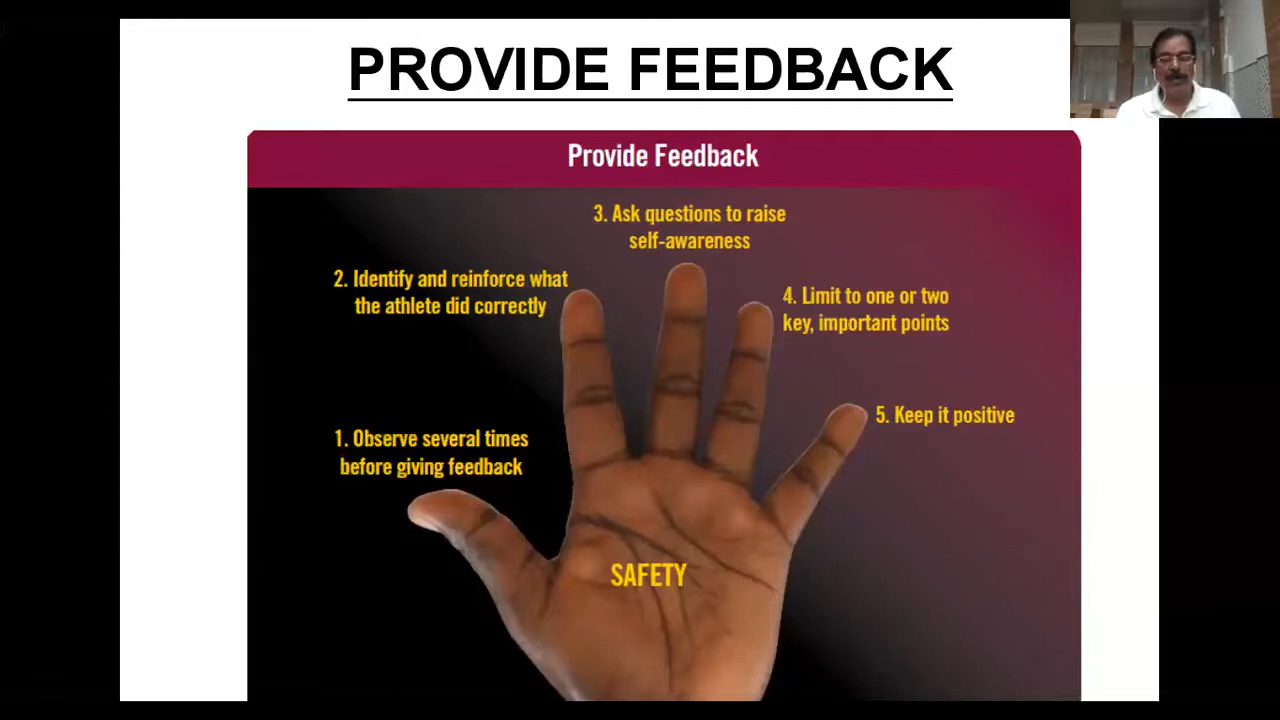 PROVIDE FEEDBACK
Provide Feedback
3. Ask questions to raise
self-awareness
2. Identify and reinforce what
the athlete did correctly
4. Limit to one or two
key, important points
5. Keep it positive
1. Observe several times
before giving feedback
SAFETY